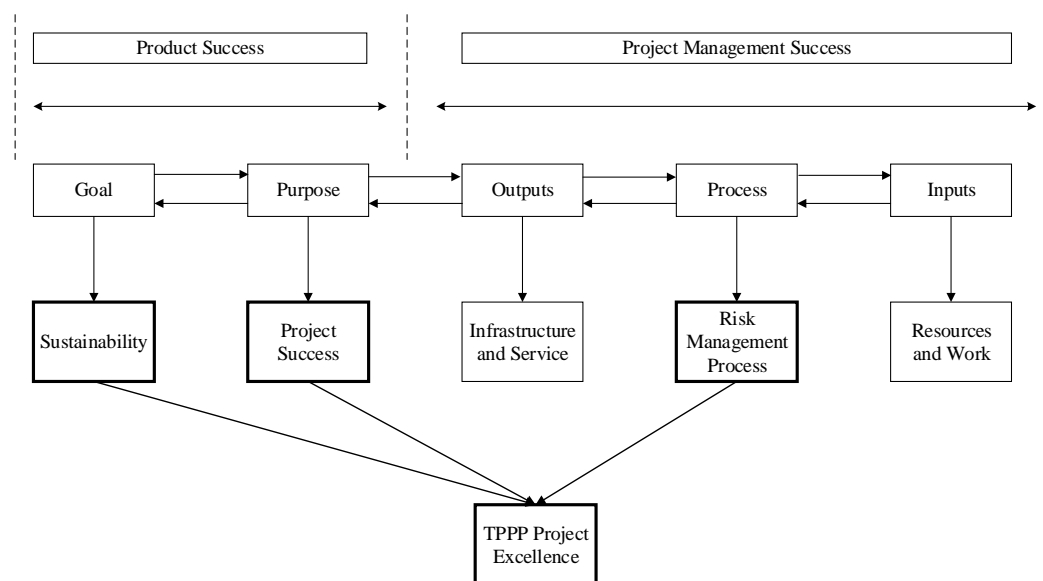 Product Success
Project Management Success
Goal
Purpose
Outputs
Process
Inputs
Sustainability
Project
Success
Infrastructure
and Service
Risk
Management
Process
Resources
and Work
TPPP Project
Excellence